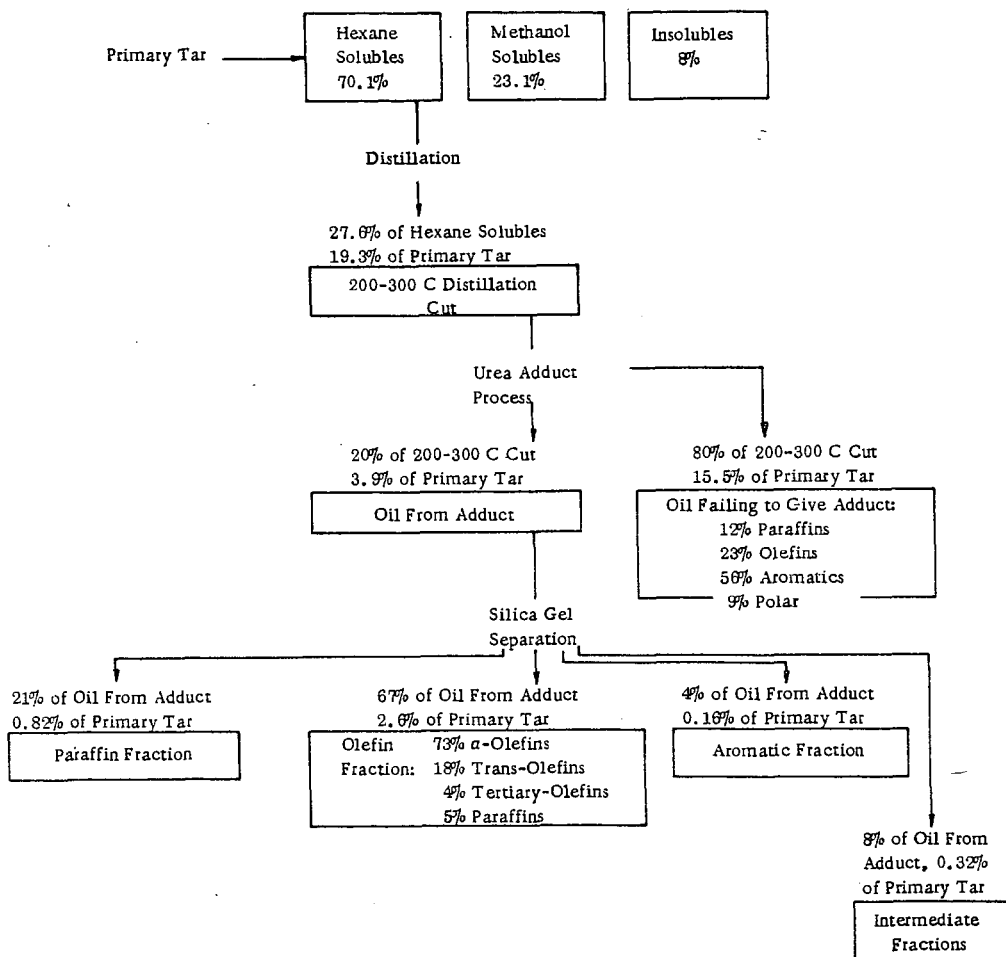 Primary Tar
Hexane
Solubles
70.1%
Methanol
Solubles
23.1%
Insolubles
8%
Distillation
27.6% of Hexane Solubles
19.3% of Primary Tar
200-300 C Distillation
Cut
Urea Adduct
Process
20% of 200-300 C Cut
3.9% of Primary Tar
Oil From Adduct
80% of 200-300 C Cut
15.5% of Primary Tar
Oil Failing to Give Adduct:
12% Paraffins
23% Olefins
56% Aromatics
9% Polar
Silica Gel
Separation
21% of Oil From Adduct
0.82% of Primary Tar
Paraffin Fraction
67% of Oil From Adduct
2.6% of Primary Tar
Olefin 73% α-Olefins
Fraction: 18% Trans-Olefins
4% Tertiary-Olefins
5% Paraffins
4% of Oil From Adduct
0.16% of Primary Tar
Aromatic Fraction
8% of Oil From
Adduct, 0.32%
of Primary Tar
Intermediate
Fractions